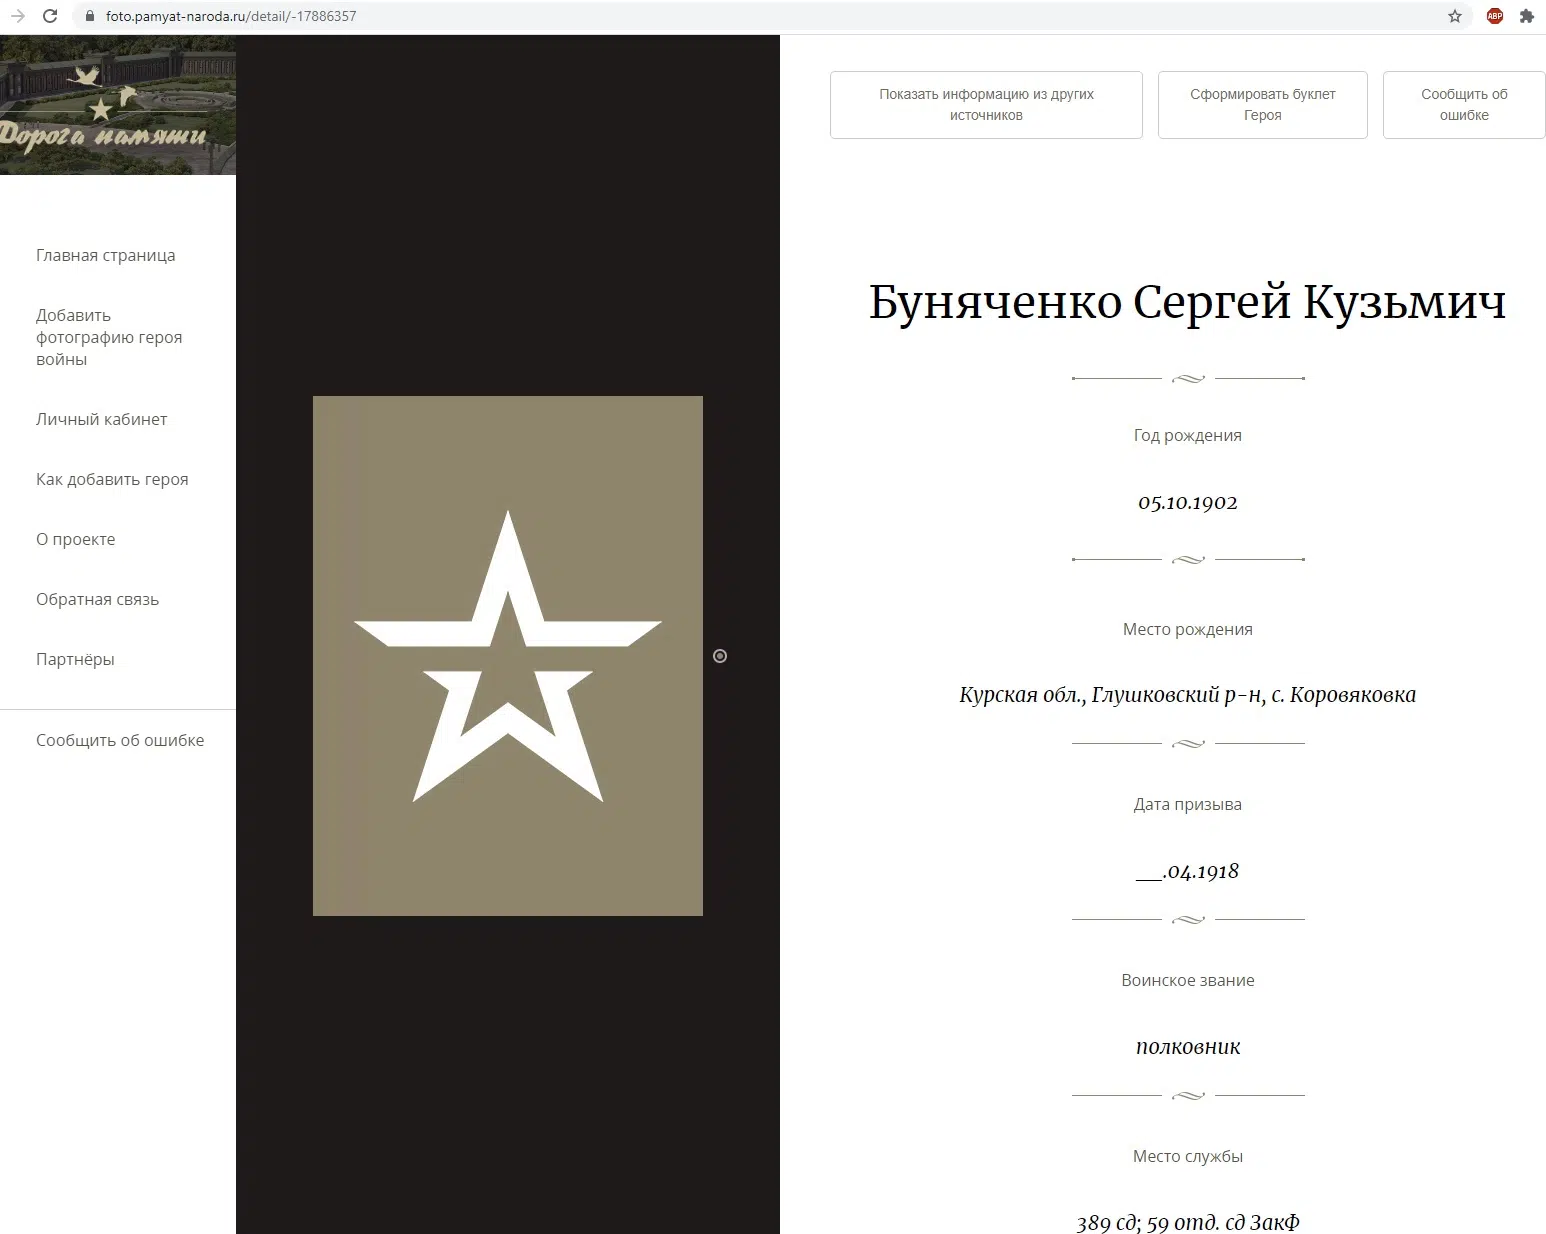 foto.pamyat-naroda.ru/detail/-17886357
ABP
Дорога памяти
Главная страница
Добавить
фотографию героя
войны
Личный кабинет
Как добавить героя
О проекте
Обратная связь
Партнёры
Сообщить об ошибке
Показать информацию из других
источников
Сформировать буклет
Героя
Сообщить об
ошибке
Буняченко Сергей Кузьмич
Год рождения
05.10.1902
Место рождения
Курская обл., Глушковский р-н, с. Коровяковка
Дата призыва
__.04.1918
Воинское звание
полковник
Место службы
389 сд; 59 отд. сд ЗакФ